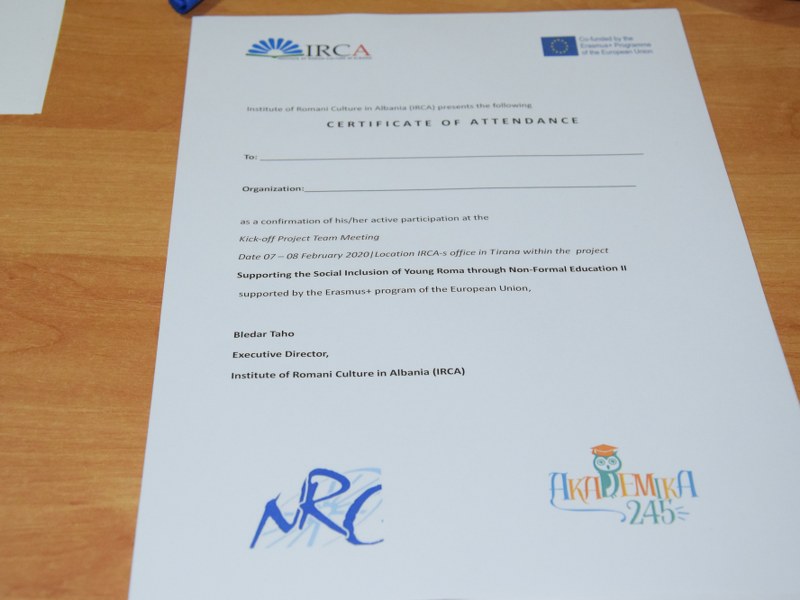 IRCA
Co-funded by the
Erasmus+ Programme
of the European Union
Institute of Romani Culture in Albania (IRCA) presents the following
CERTIFICATE OF ATTENDANCE
To:
Organization:
as a confirmation of his/her active participation at the
Kick-off Project Team Meeting
Date 07 – 08 February 2020|Location IRCA-s office in Tirana within the project
Supporting the Social Inclusion of Young Roma through Non-Formal Education II
supported by the Erasmus+ program of the European Union,
Bledar Taho
Executive Director,
Institute of Romani Culture in Albania (IRCA)
NRC
AKADEMIKA
245